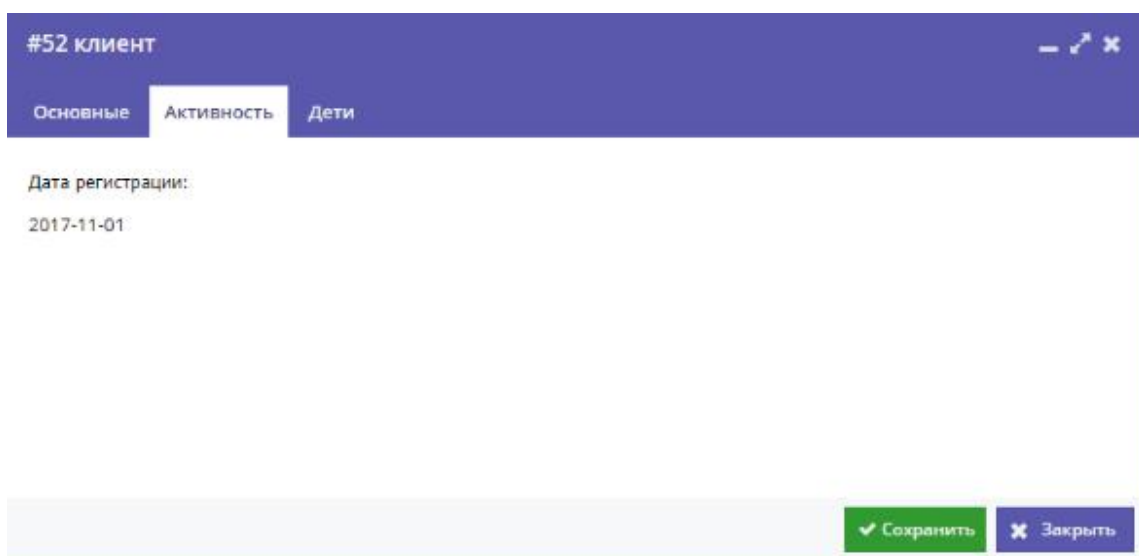 #52 клиент
Основные Активность Дети
Дата регистрации:
2017-11-01
Сохранить Закрыть